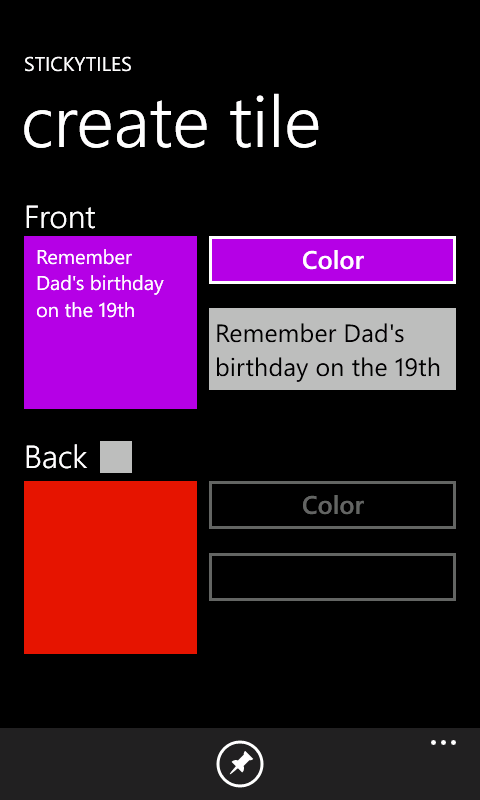 STICKYTILES
create tile
Front
Remember
Dad's birthday
on the 19th
Color
Remember Dad's
birthday on the 19th
Back
Color